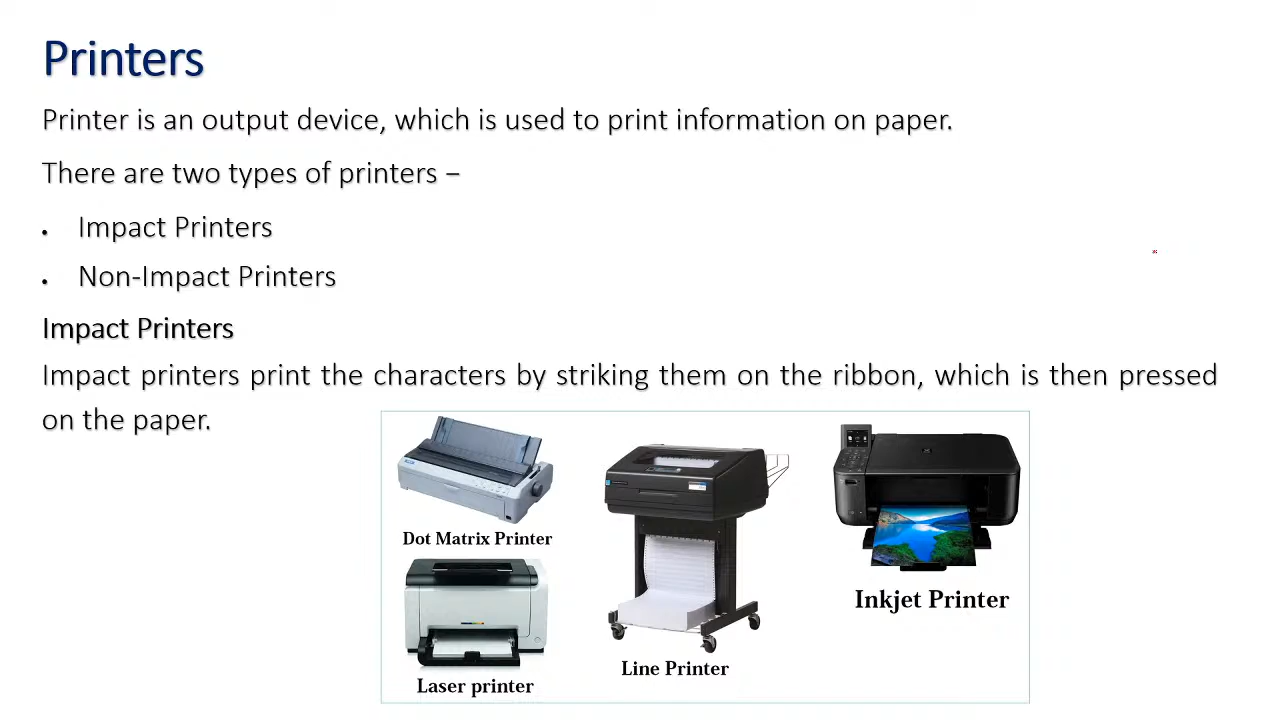 Printers
Printer is an output device, which is used to print information on paper.
There are two types of printers −
• Impact Printers
• Non-Impact Printers
Impact Printers
Impact printers print the characters by striking them on the ribbon, which is then pressed
on the paper.
Dot Matrix Printer
Inkjet Printer
Line Printer
Laser printer